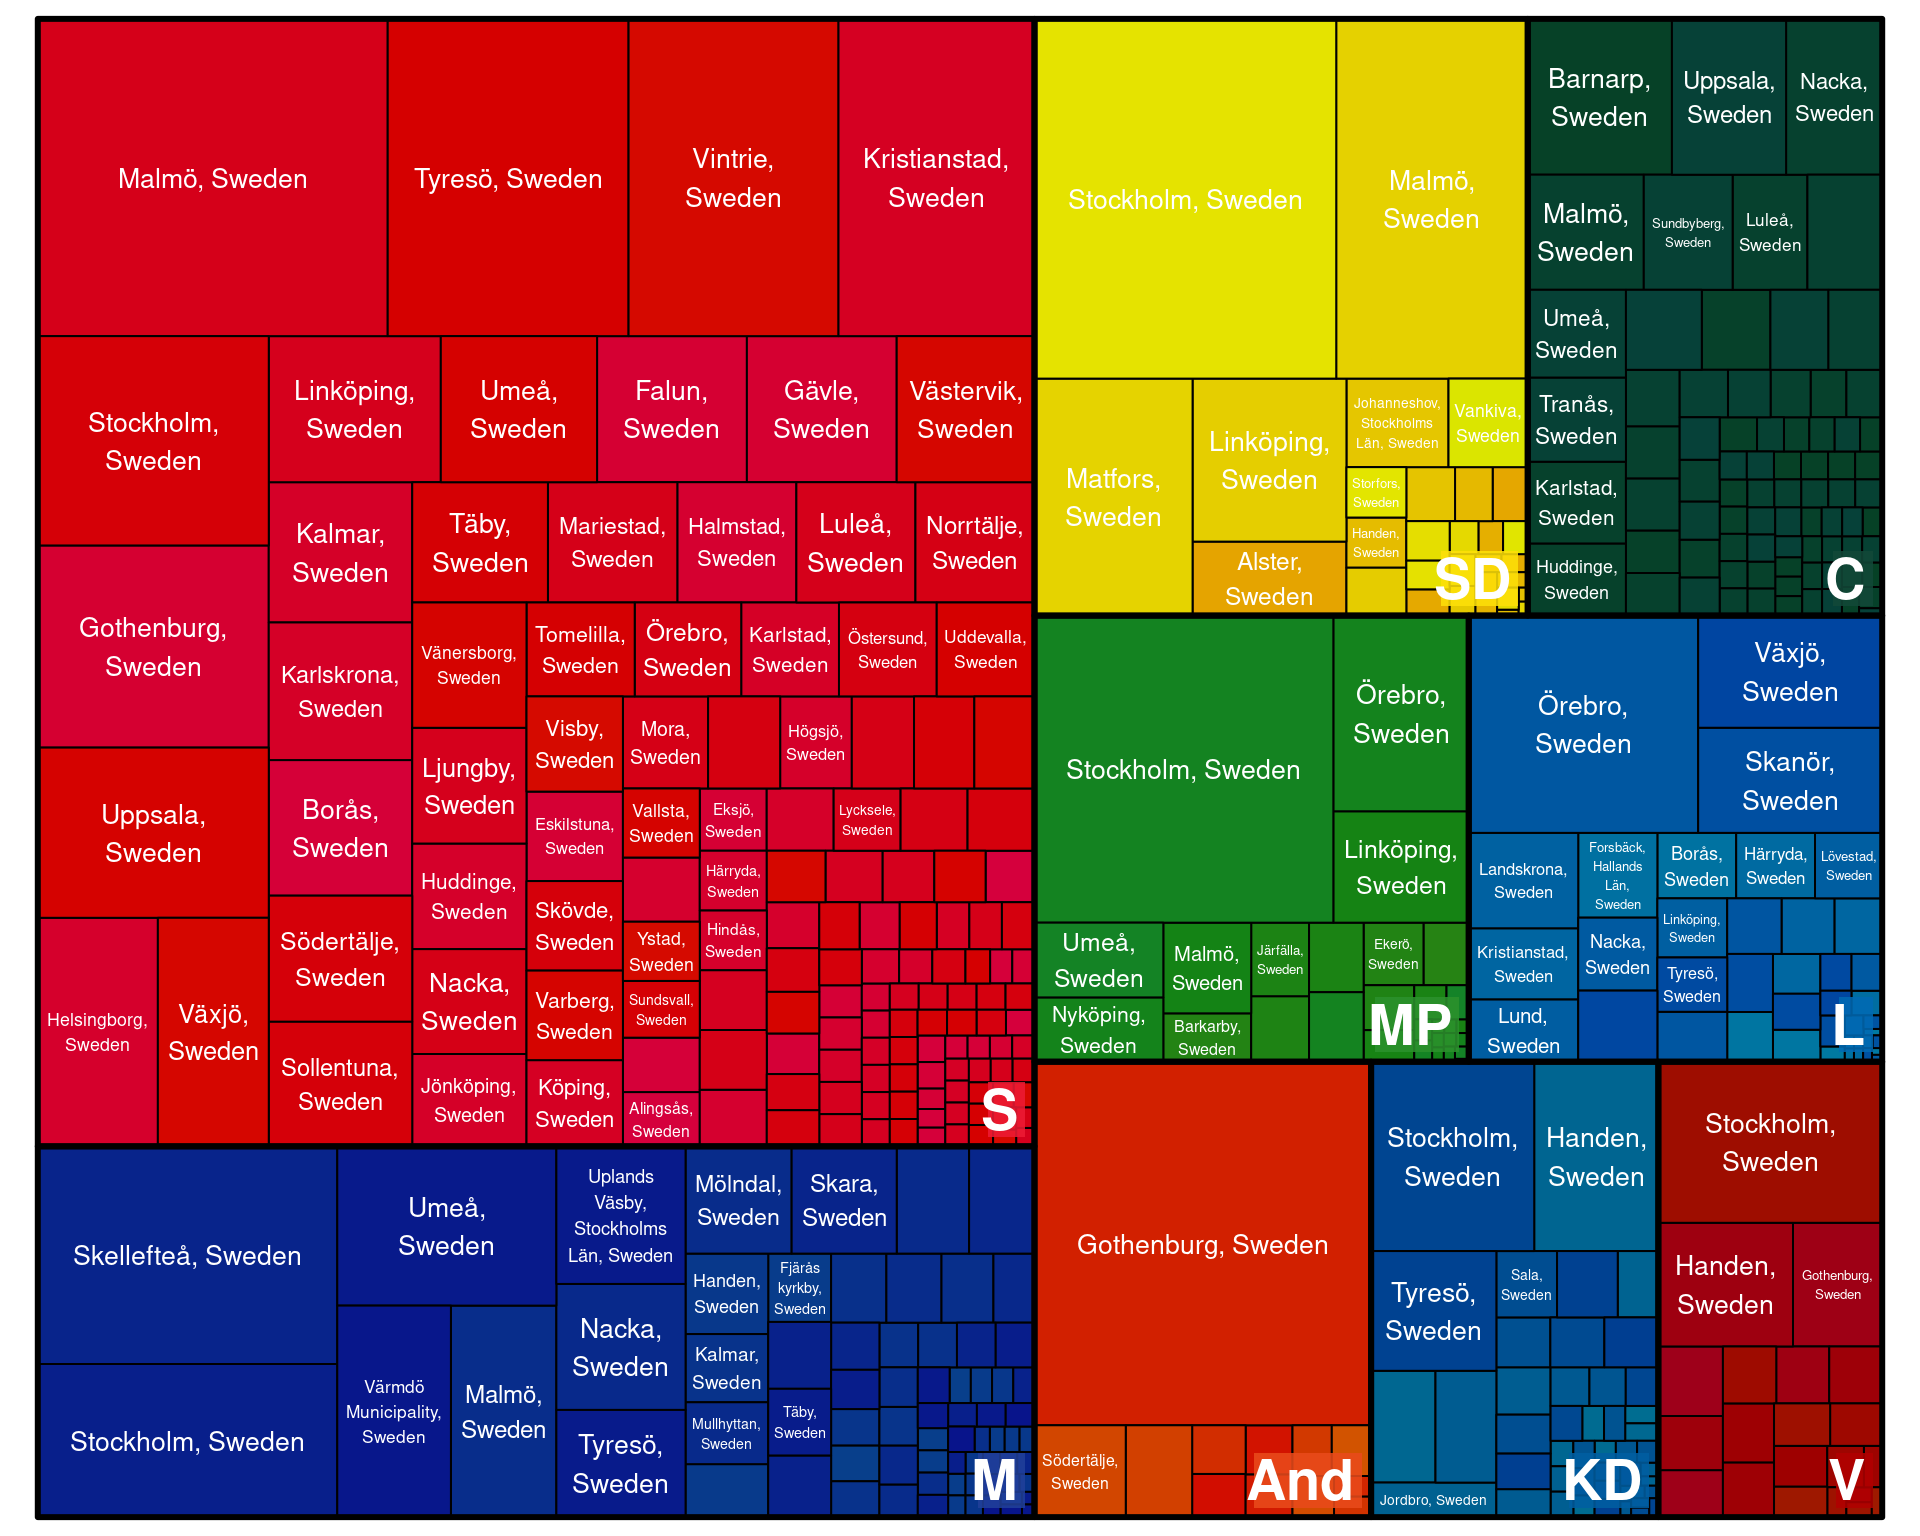 Malmö, Sweden
Tyresö, Sweden
Vintrie,
Sweden
Kristianstad,
Sweden
Stockholm,
Sweden
Linköping,
Sweden
Umeå,
Sweden
Falun,
Sweden
Gävle,
Sweden
Västervik,
Sweden
Gothenburg,
Sweden
Kalmar,
Sweden
Täby,
Sweden
Mariestad,
Sweden
Halmstad,
Sweden
Luleå,
Sweden
Norrtälje,
Sweden
Karlskrona,
Sweden
Vänersborg,
Sweden
Tomelilla,
Sweden
Örebro,
Sweden
Karlstad,
Sweden
Östersund,
Sweden
Uddevalla,
Sweden
Uppsala,
Sweden
Borås,
Sweden
Ljungby,
Sweden
Visby,
Sweden
Mora,
Sweden
Högsjö,
Sweden
Eskilstuna,
Sweden
Vallsta,
Sweden
Eksjö,
Sweden
Lycksele,
Sweden
Huddinge,
Sweden
Härryda,
Sweden
Helsingborg,
Sweden
Växjö,
Sweden
Södertälje,
Sweden
Skövde,
Sweden
Ystad,
Sweden
Hindås,
Sweden
Nacka,
Sweden
Varberg,
Sweden
Sundsvall,
Sweden
Sollentuna,
Sweden
Jönköping,
Sweden
Köping,
Sweden
Alingsås,
Sweden
S
Skellefteå, Sweden
Umeå,
Sweden
Uplands
Väsby,
Stockholms
Län, Sweden
Mölndal,
Sweden
Skara,
Sweden
Handen,
Sweden
Fjärås
kyrkby,
Sweden
Nacka,
Sweden
Kalmar,
Sweden
Stockholm, Sweden
Värmdö
Municipality,
Sweden
Malmö,
Sweden
Tyresö,
Sweden
Mullhyttan,
Sweden
Täby,
Sweden
M
Stockholm, Sweden
Malmö,
Sweden
Matfors,
Sweden
Linköping,
Sweden
Johanneshov,
Stockholms
Län, Sweden
Vankiva,
Sweden
Storfors,
Sweden
Handen,
Sweden
Alster,
Sweden
SD
Barnarp,
Sweden
Uppsala,
Sweden
Nacka,
Sweden
Malmö,
Sweden
Sundbyberg,
Sweden
Luleå,
Sweden
Umeå,
Sweden
Tranås,
Sweden
Karlstad,
Sweden
Huddinge,
Sweden
C
Stockholm, Sweden
Örebro,
Sweden
Linköping,
Sweden
Umeå,
Sweden
Malmö,
Sweden
Järfälla,
Sweden
Ekerö,
Sweden
Nyköping,
Sweden
Barkarby,
Sweden
MP
Örebro,
Sweden
Växjö,
Sweden
Skanör,
Sweden
Landskrona,
Sweden
Forsbäck,
Hallands
Län,
Sweden
Borås,
Sweden
Härryda,
Sweden
Lövestad,
Sweden
Kristianstad,
Sweden
Nacka,
Sweden
Linköping,
Sweden
Tyresö,
Sweden
Lund,
Sweden
L
Gothenburg, Sweden
Södertälje,
Sweden
And
Stockholm,
Sweden
Handen,
Sweden
Tyresö,
Sweden
Sala,
Sweden
Jordbro, Sweden
KD
Stockholm,
Sweden
Handen,
Sweden
Gothenburg,
Sweden
V